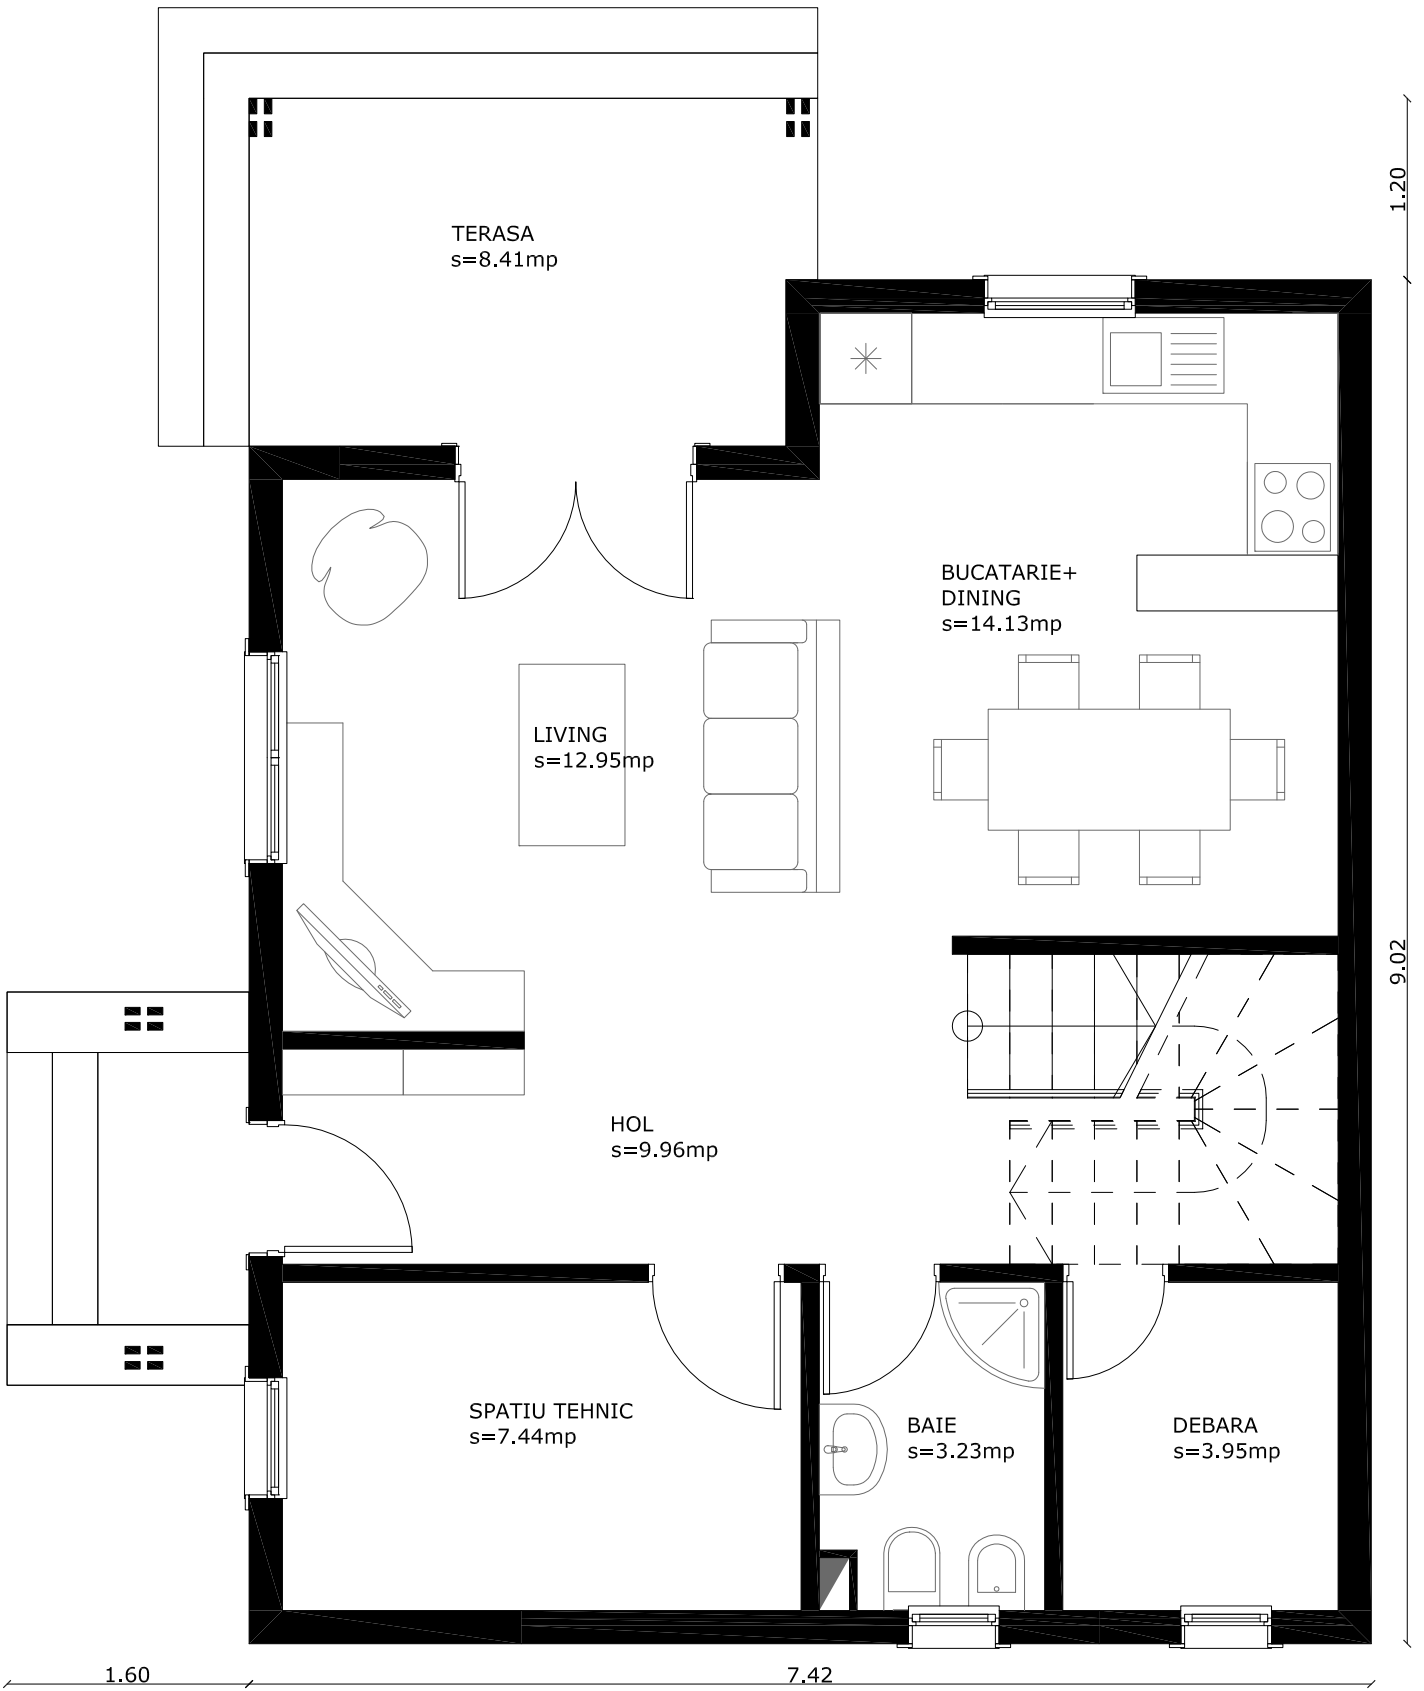 1.20
TERASA
s=8.41mp
BUCATARIE+
DINING
s=14.13mp
LIVING
s=12.95mp
9.02
HOL
s=9.96mp
SPATIU TEHNIC
s=7.44mp
BAIE
s=3.23mp
DEBARA
s=3.95mp
1.60
7.42